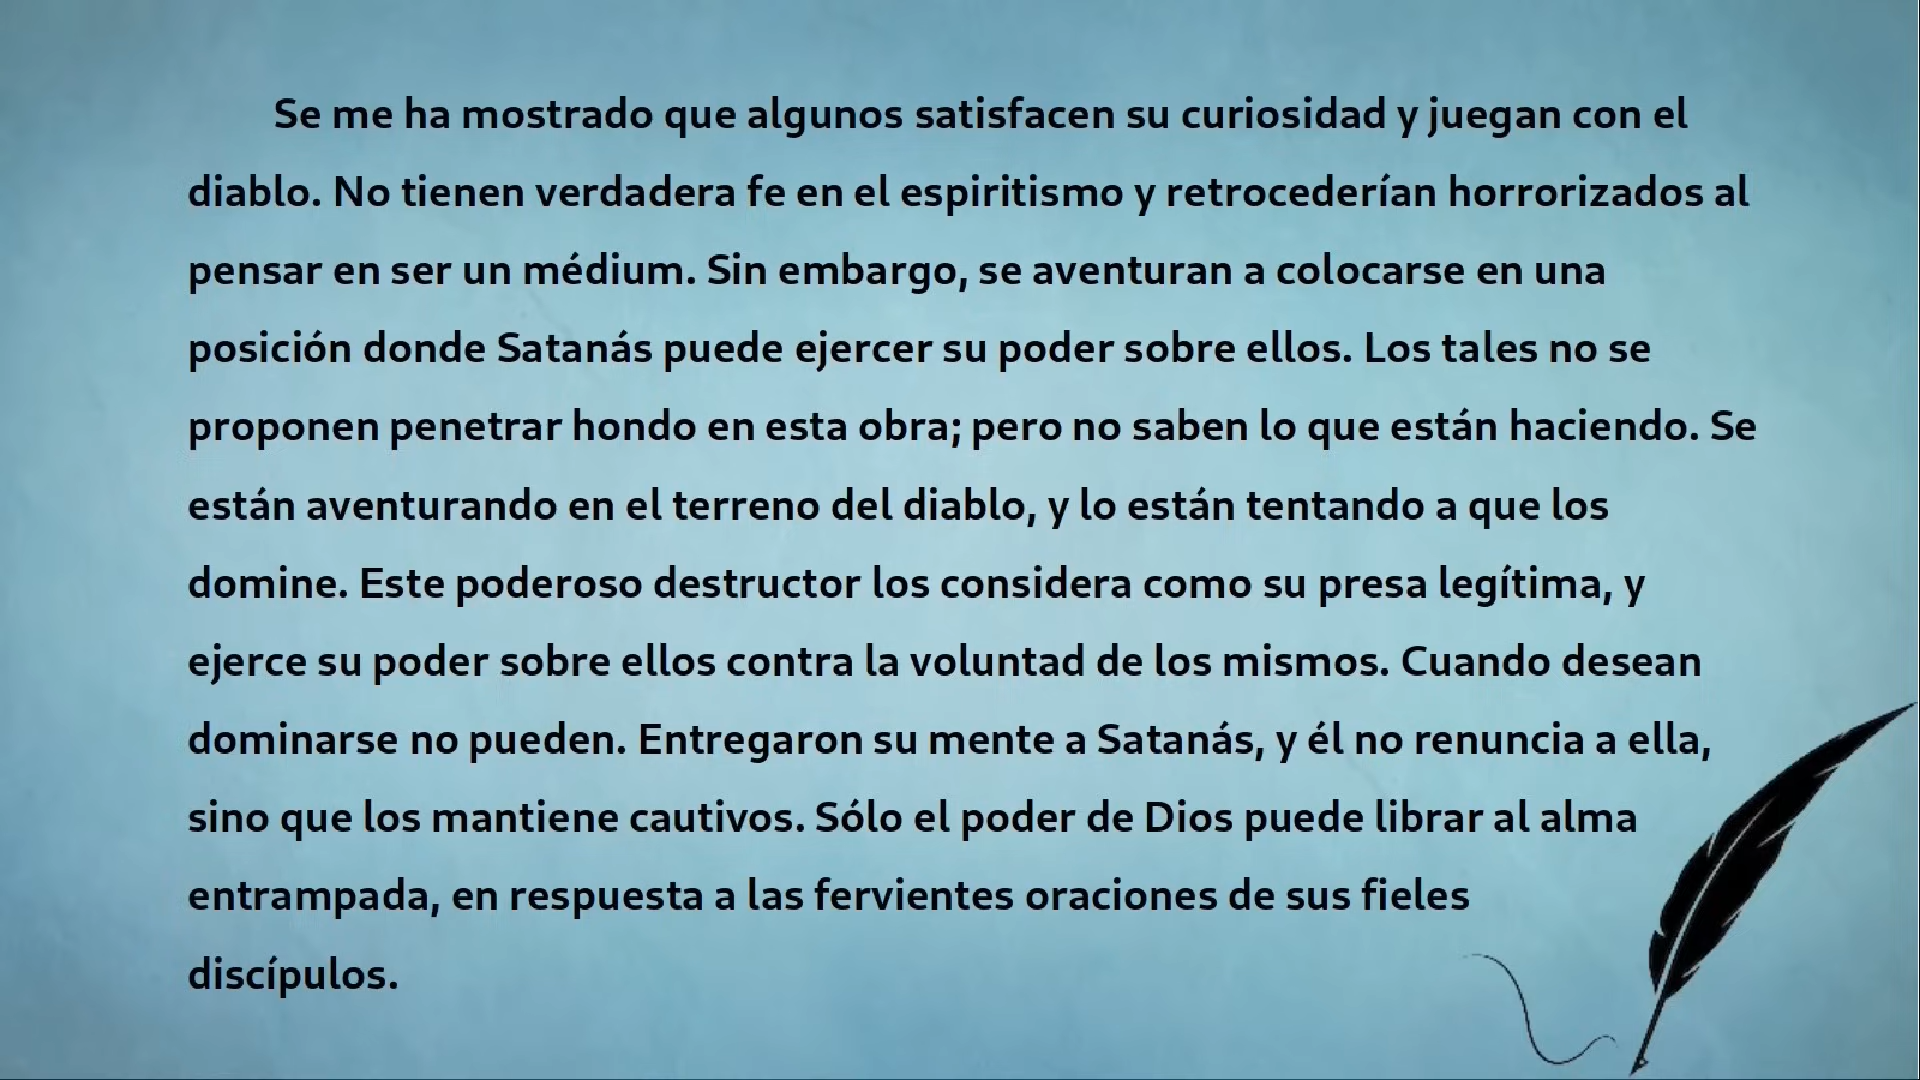 Se me ha mostrado que algunos satisfacen su curiosidad y juegan con el
diablo. No tienen verdadera fe en el espiritismo y retrocederían horrorizados al
pensar en ser un médium. Sin embargo, se aventuran a colocarse en una
posición donde Satanás puede ejercer su poder sobre ellos. Los tales no se
proponen penetrar hondo en esta obra; pero no saben lo que están haciendo. Se
están aventurando en el terreno del diablo, y lo están tentando a que los
domine. Este poderoso destructor los considera como su presa legítima, y
ejerce su poder sobre ellos contra la voluntad de los mismos. Cuando desean
dominarse no pueden. Entregaron su mente a Satanás, y él no renuncia a ella,
sino que los mantiene cautivos. Sólo el poder de Dios puede librar al alma
entrampada, en respuesta a las fervientes oraciones de sus fieles
discípulos.